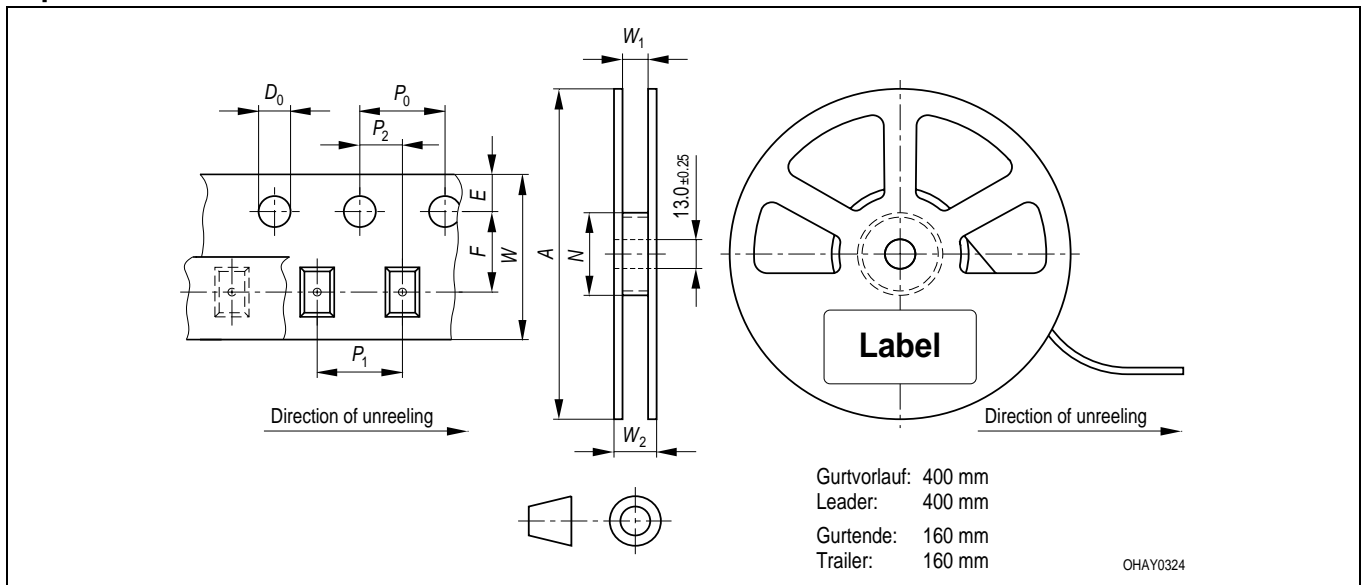 W1
D0
P0
P2
E
F
W
A
N
13.0 ±0.25
Label
P1
Direction of unreeling
W2
Direction of unreeling
Gurtvorlauf: 400 mm
Leader: 400 mm
Gurtende: 160 mm
Trailer: 160 mm
OHAY0324